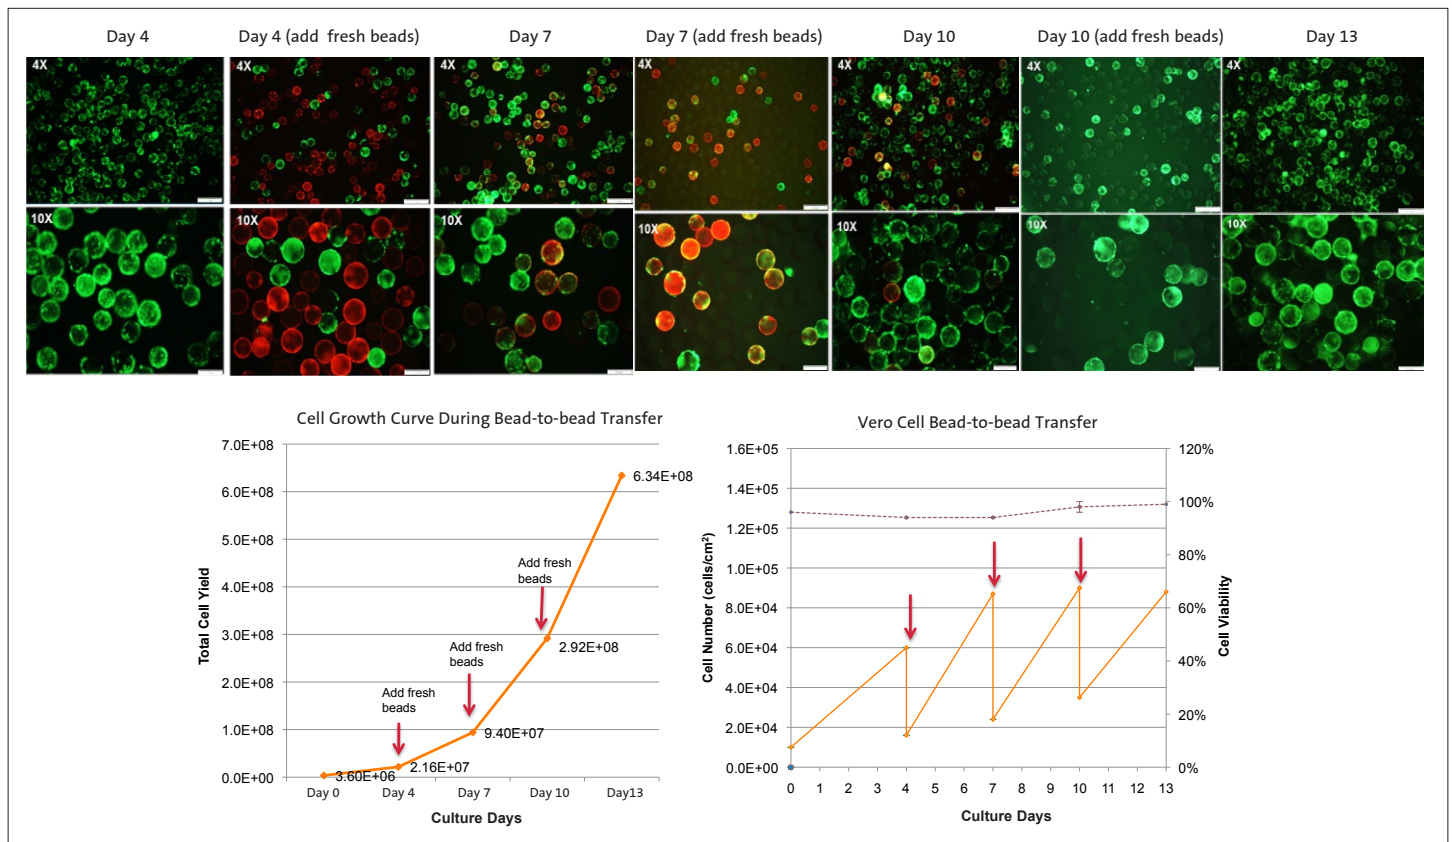 Day 4
Day 4 (add fresh beads)
Day 7
Day 7 (add fresh beads)
Day 10
Day 10 (add fresh beads)
Day 13
4X
4X
4X
4X
4X
4X
4X
10X
10X
10X
10X
10X
10X
10X
Cell Growth Curve During Bead-to-bead Transfer
Total Cell Yield
7.0E+08
6.0E+08
5.0E+08
4.0E+08
3.0E+08
2.0E+08
1.0E+08
0.0E+00
6.34E+08
Add fresh
beads
2.92E+08
Add fresh
beads
9.40E+07
Add fresh
beads
2.16E+07
3.60E+06
Day 0
Day 4
Day 7
Day 10
Day13
Culture Days
Vero Cell Bead-to-bead Transfer
Cell Number (cells/cm²)
1.6E+05
1.4E+05
1.2E+05
1.0E+05
8.0E+04
6.0E+04
4.0E+04
2.0E+04
0.0E+00
120%
100%
80%
60%
40%
20%
0%
Cell Viability
0 1 2 3 4 5 6 7 8 9 10 11 12 13
Culture Days